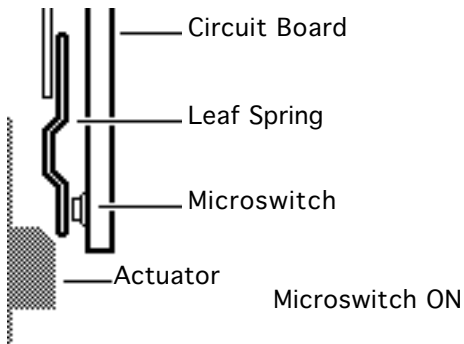 Circuit Board
Leaf Spring
Microswitch
Actuator
Microswitch ON